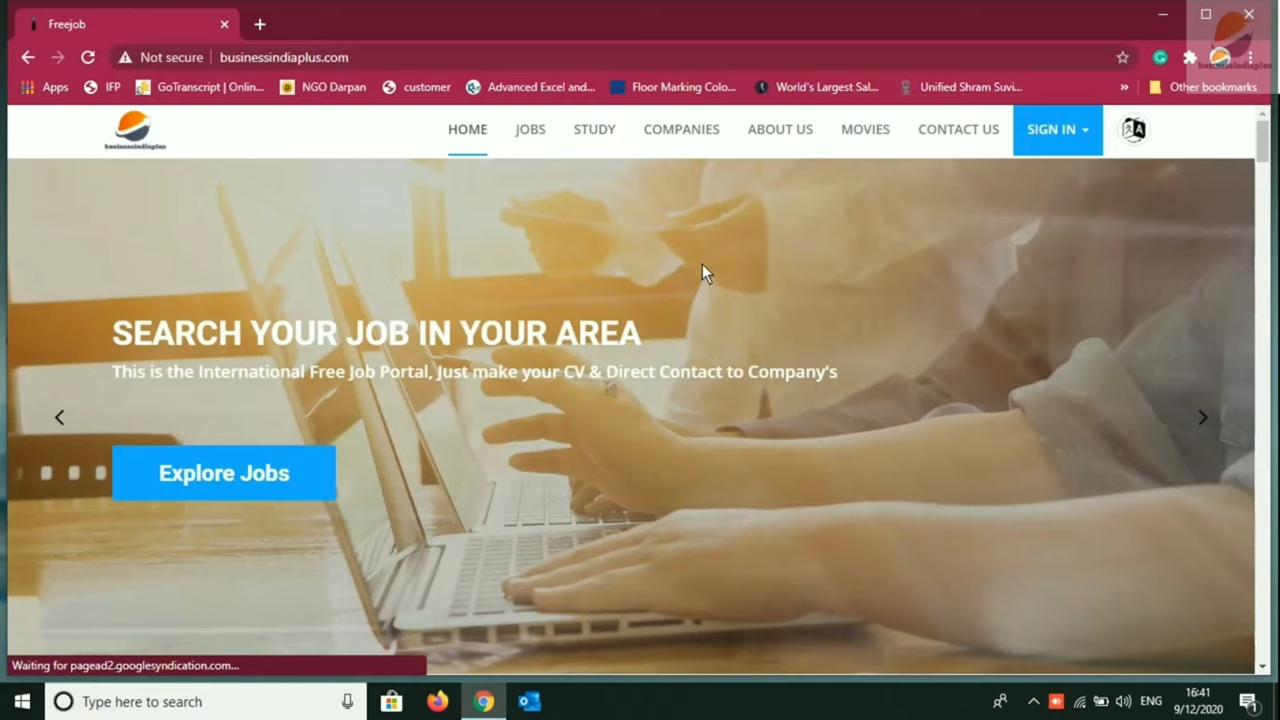 Freejob
Not secure businessindiaplus.com
Apps IFP GoTranscript | Onlin... NGO Darpan customer Advanced Excel and... Floor Marking Colo... World's Largest Sal... Unified Shram Suvi... » Other bookmarks
businessindiaplus
HOME JOBS STUDY COMPANIES ABOUT US MOVIES CONTACT US SIGN IN
SEARCH YOUR JOB IN YOUR AREA
This is the International Free Job Portal, Just make your CV & Direct Contact to Company's
Explore Jobs
Waiting for pagead2.googlesyndication.com...
Type here to search
ENG
16:41
9/12/2020
1
businessindiaplus